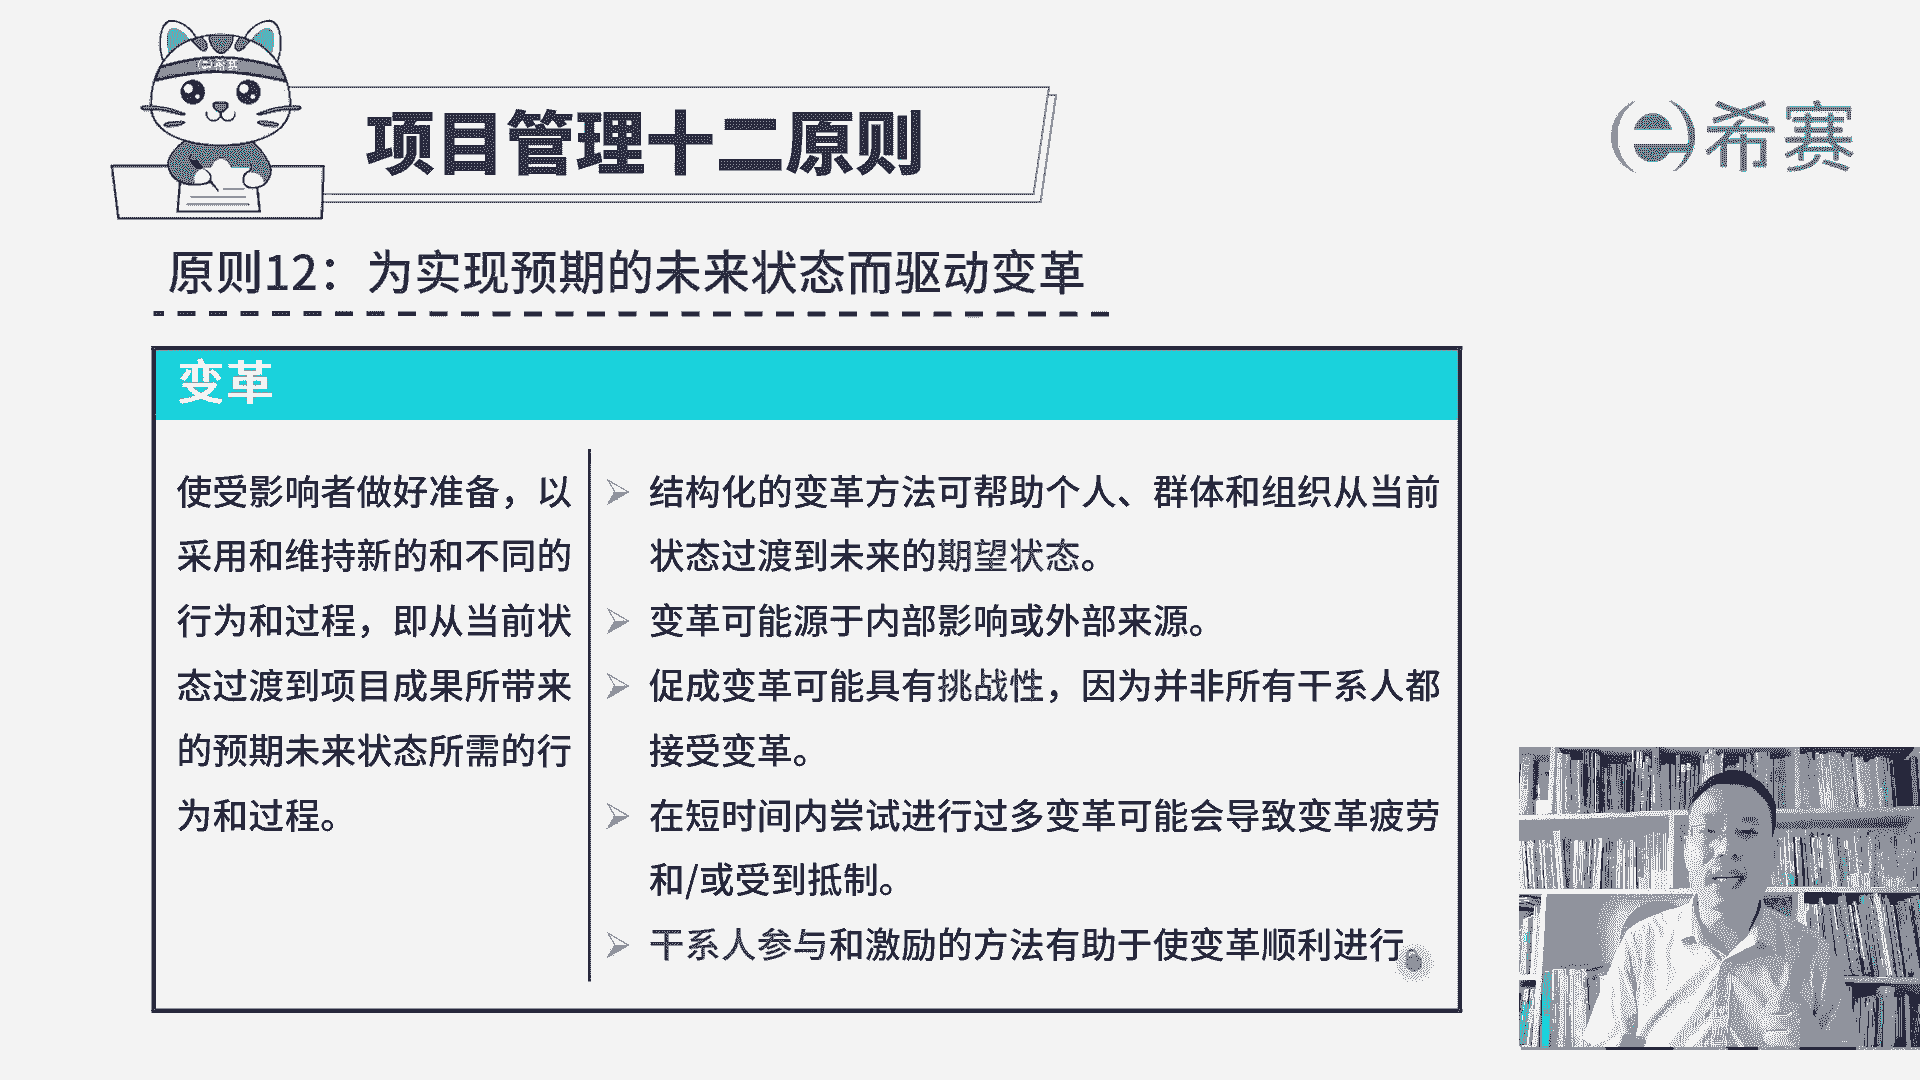 希赛
项目管理十二原则
希赛
原则12：为实现预期的未来状态而驱动变革
变革
使受影响者做好准备，以
采用和维持新的和不同的
行为和过程，即从当前状
态过渡到项目成果所带来
的预期未来状态所需的行
为和过程。
结构化的变革方法可帮助个人、群体和组织从当前
状态过渡到未来的期望状态。
变革可能源于内部影响或外部来源。
促成变革可能具有挑战性，因为并非所有干系人都
接受变革。
在短时间内尝试进行过多变革可能会导致变革疲劳
和/或受到抵制。
干系人参与和激励的方法有助于使变革顺利进行。